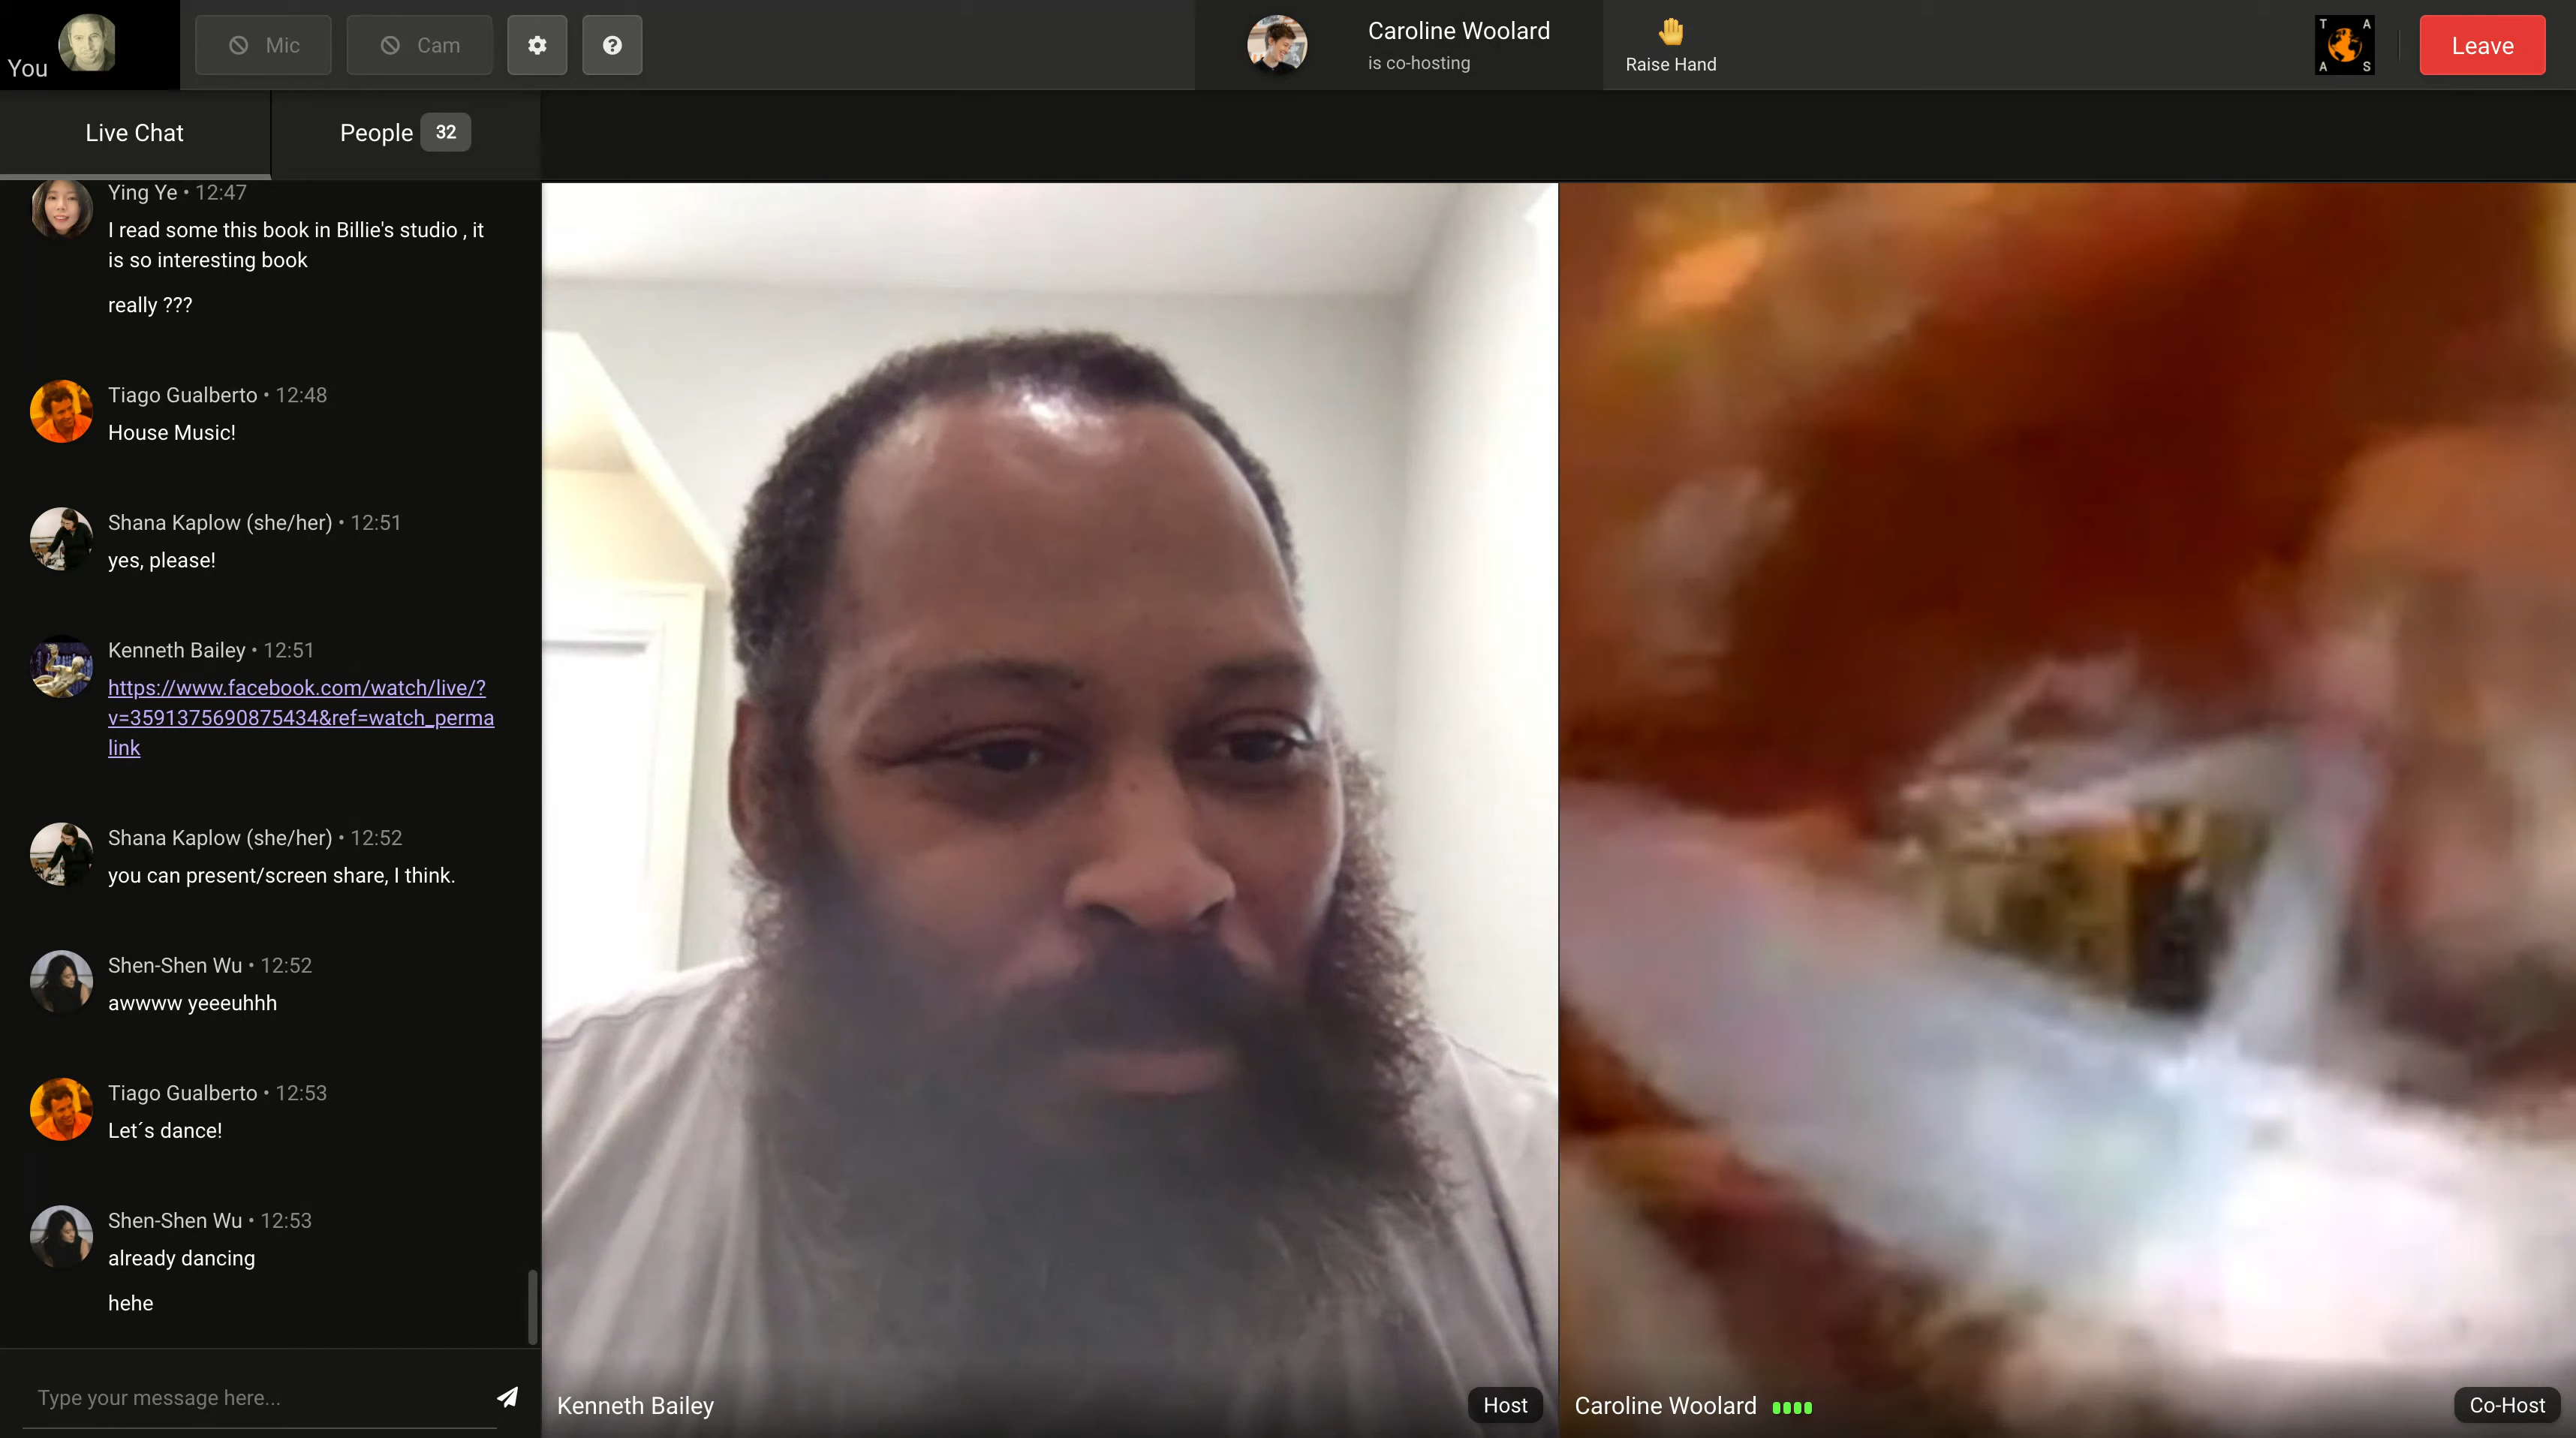 You
Mic
Cam
Caroline Woolard
is co-hosting
Raise Hand
T A
A S
Leave
Live Chat
People 32
Ying Ye • 12:47
I read some this book in Billie's studio , it
is so interesting book
really ???
Tiago Gualberto • 12:48
House Music!
Shana Kaplow (she/her) • 12:51
yes, please!
Kenneth Bailey • 12:51
https://www.facebook.com/watch/live/?
v=3591375690875434&ref=watch_perma
link
Shana Kaplow (she/her) • 12:52
you can present/screen share, I think.
Shen-Shen Wu • 12:52
awwww yeeeuhhh
Tiago Gualberto • 12:53
Let´s dance!
Shen-Shen Wu • 12:53
already dancing
hehe
Type your message here...
Kenneth Bailey
Host
Caroline Woolard
Co-Host